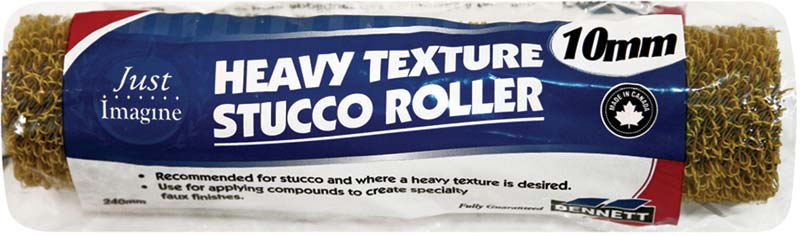 Just
Imagine
HEAVY TEXTURE
STUCCO ROLLER
10mm
MADE IN CANADA
• Recommended for stucco and where a heavy texture is desired.
• Use for applying compounds to create specialty
faux finishes.
240mm
Fully Guaranteed
BENNETT